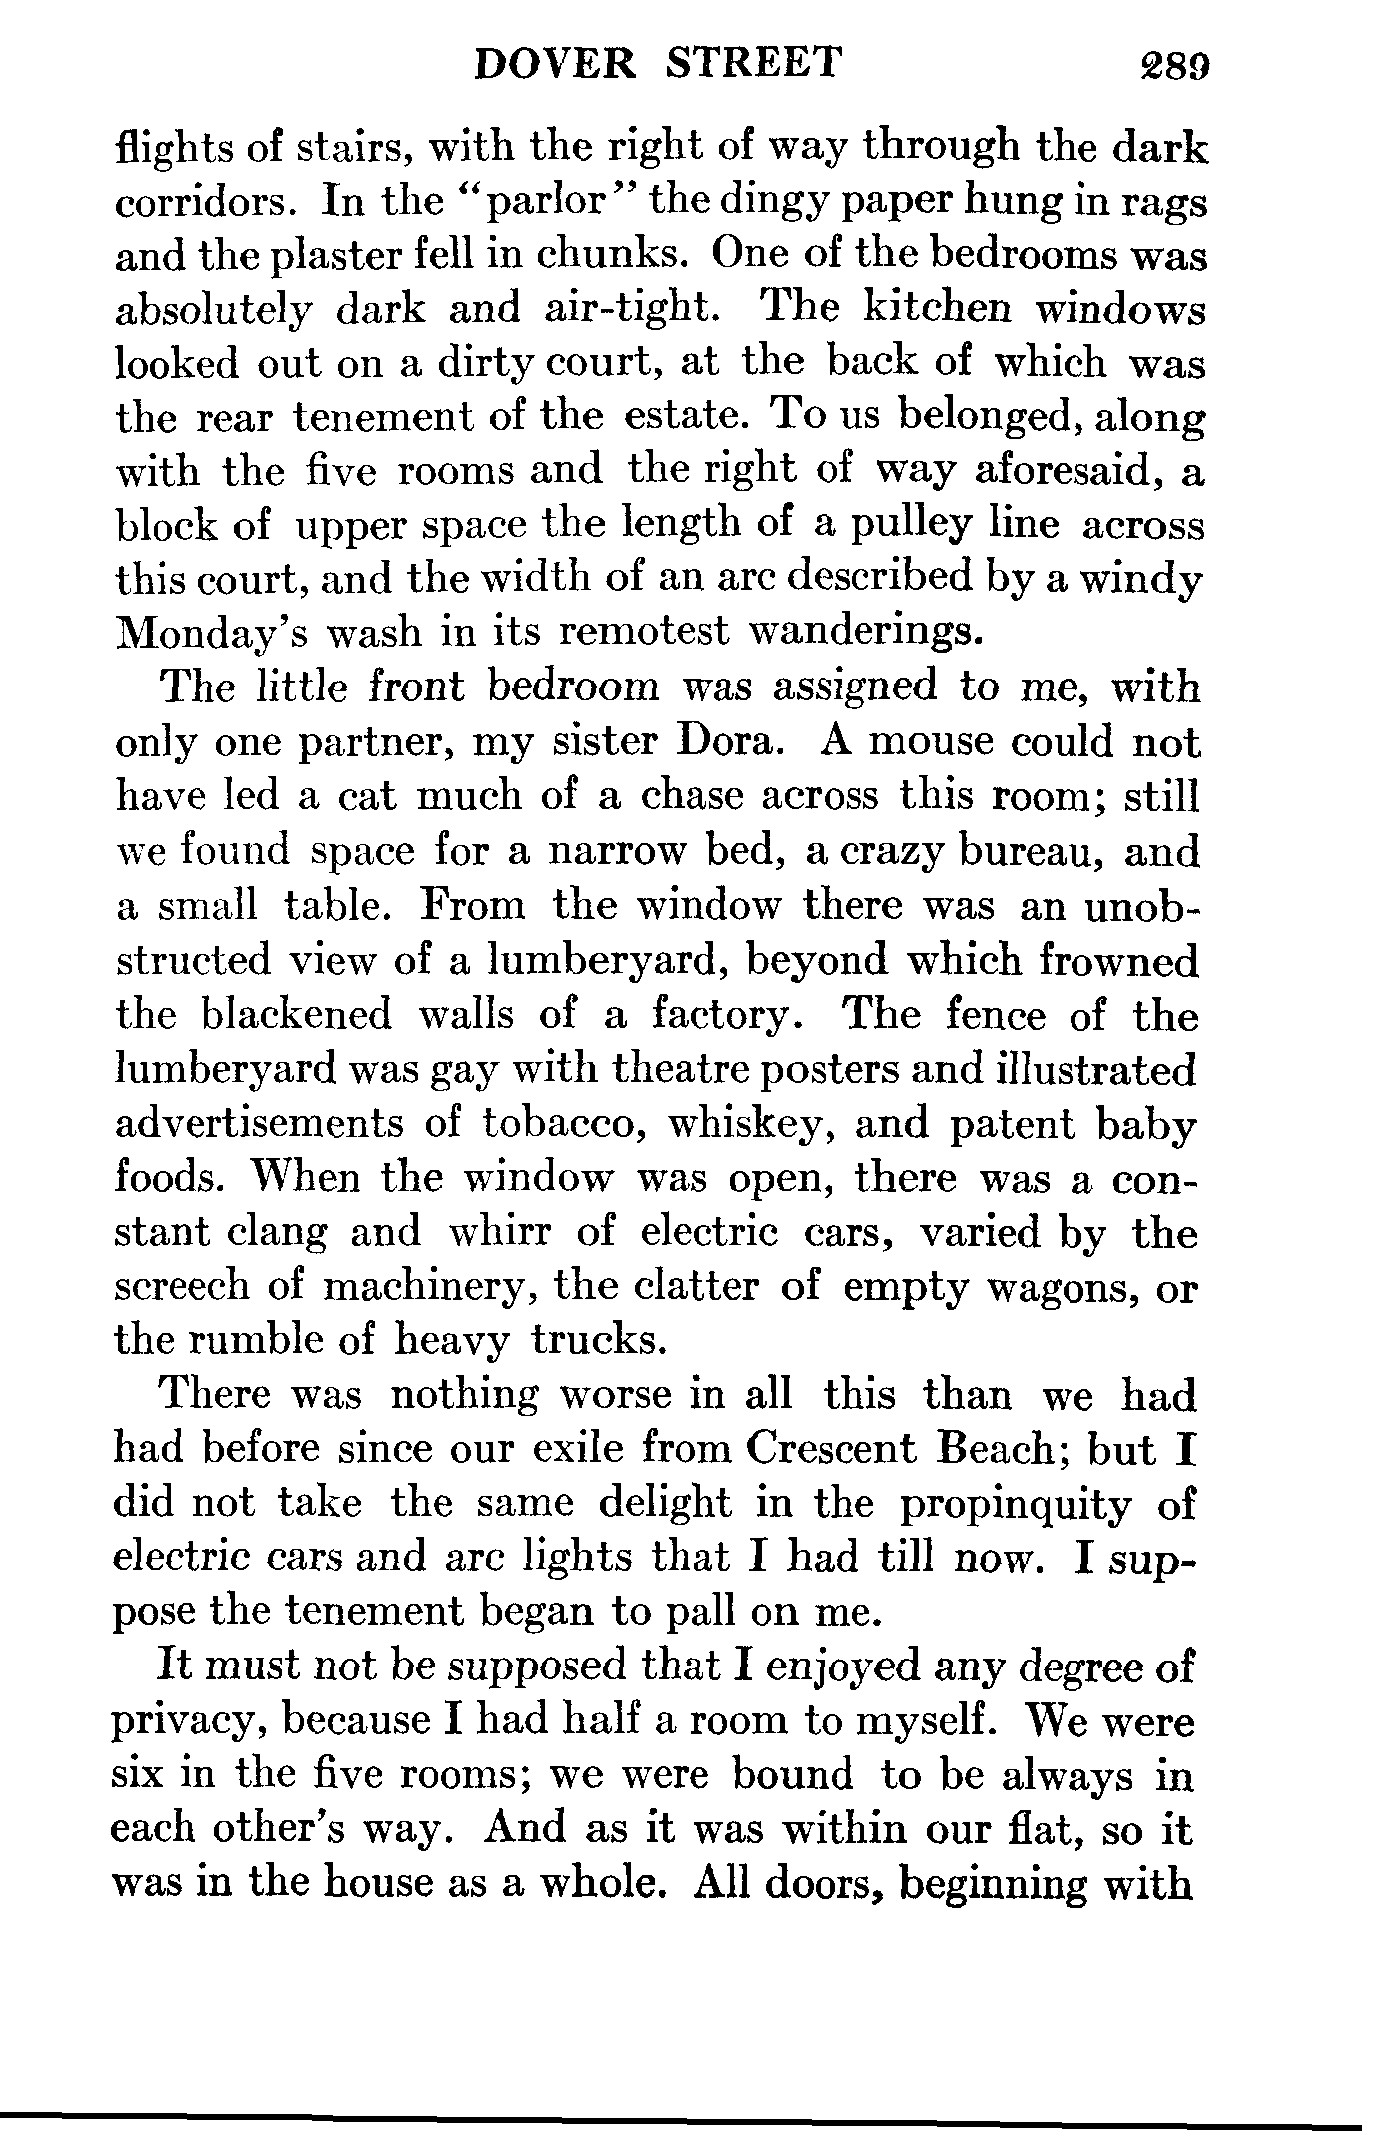 DOVER STREET 289
flights of stairs, with the right of way through the dark
corridors. In the “parlor” the dingy paper hung in rags
and the plaster fell in chunks. One of the bedrooms was
absolutely dark and air-tight. The kitchen windows
looked out on a dirty court, at the back of which was
the rear tenement of the estate. To us belonged, along
with the five rooms and the right of way aforesaid, a
block of upper space the length of a pulley line across
this court, and the width of an arc described by a windy
Monday’s wash in its remotest wanderings.
The little front bedroom was assigned to me, with
only one partner, my sister Dora. A mouse could not
have led a cat much of a chase across this room; still
we found space for a narrow bed, a crazy bureau, and
a small table. From the window there was an unob-
structed view of a lumberyard, beyond which frowned
the blackened walls of a factory. The fence of the
lumberyard was gay with theatre posters and illustrated
advertisements of tobacco, whiskey, and patent baby
foods. When the window was open, there was a con-
stant clang and whirr of electric cars, varied by the
screech of machinery, the clatter of empty wagons, or
the rumble of heavy trucks.
There was nothing worse in all this than we had
had before since our exile from Crescent Beach; but I
did not take the same delight in the propinquity of
electric cars and arc lights that I had till now. I sup-
pose the tenement began to pall on me.
It must not be supposed that I enjoyed any degree of
privacy, because I had half a room to myself. We were
six in the five rooms; we were bound to be always in
each other’s way. And as it was within our flat, so it
was in the house as a whole. All doors, beginning with